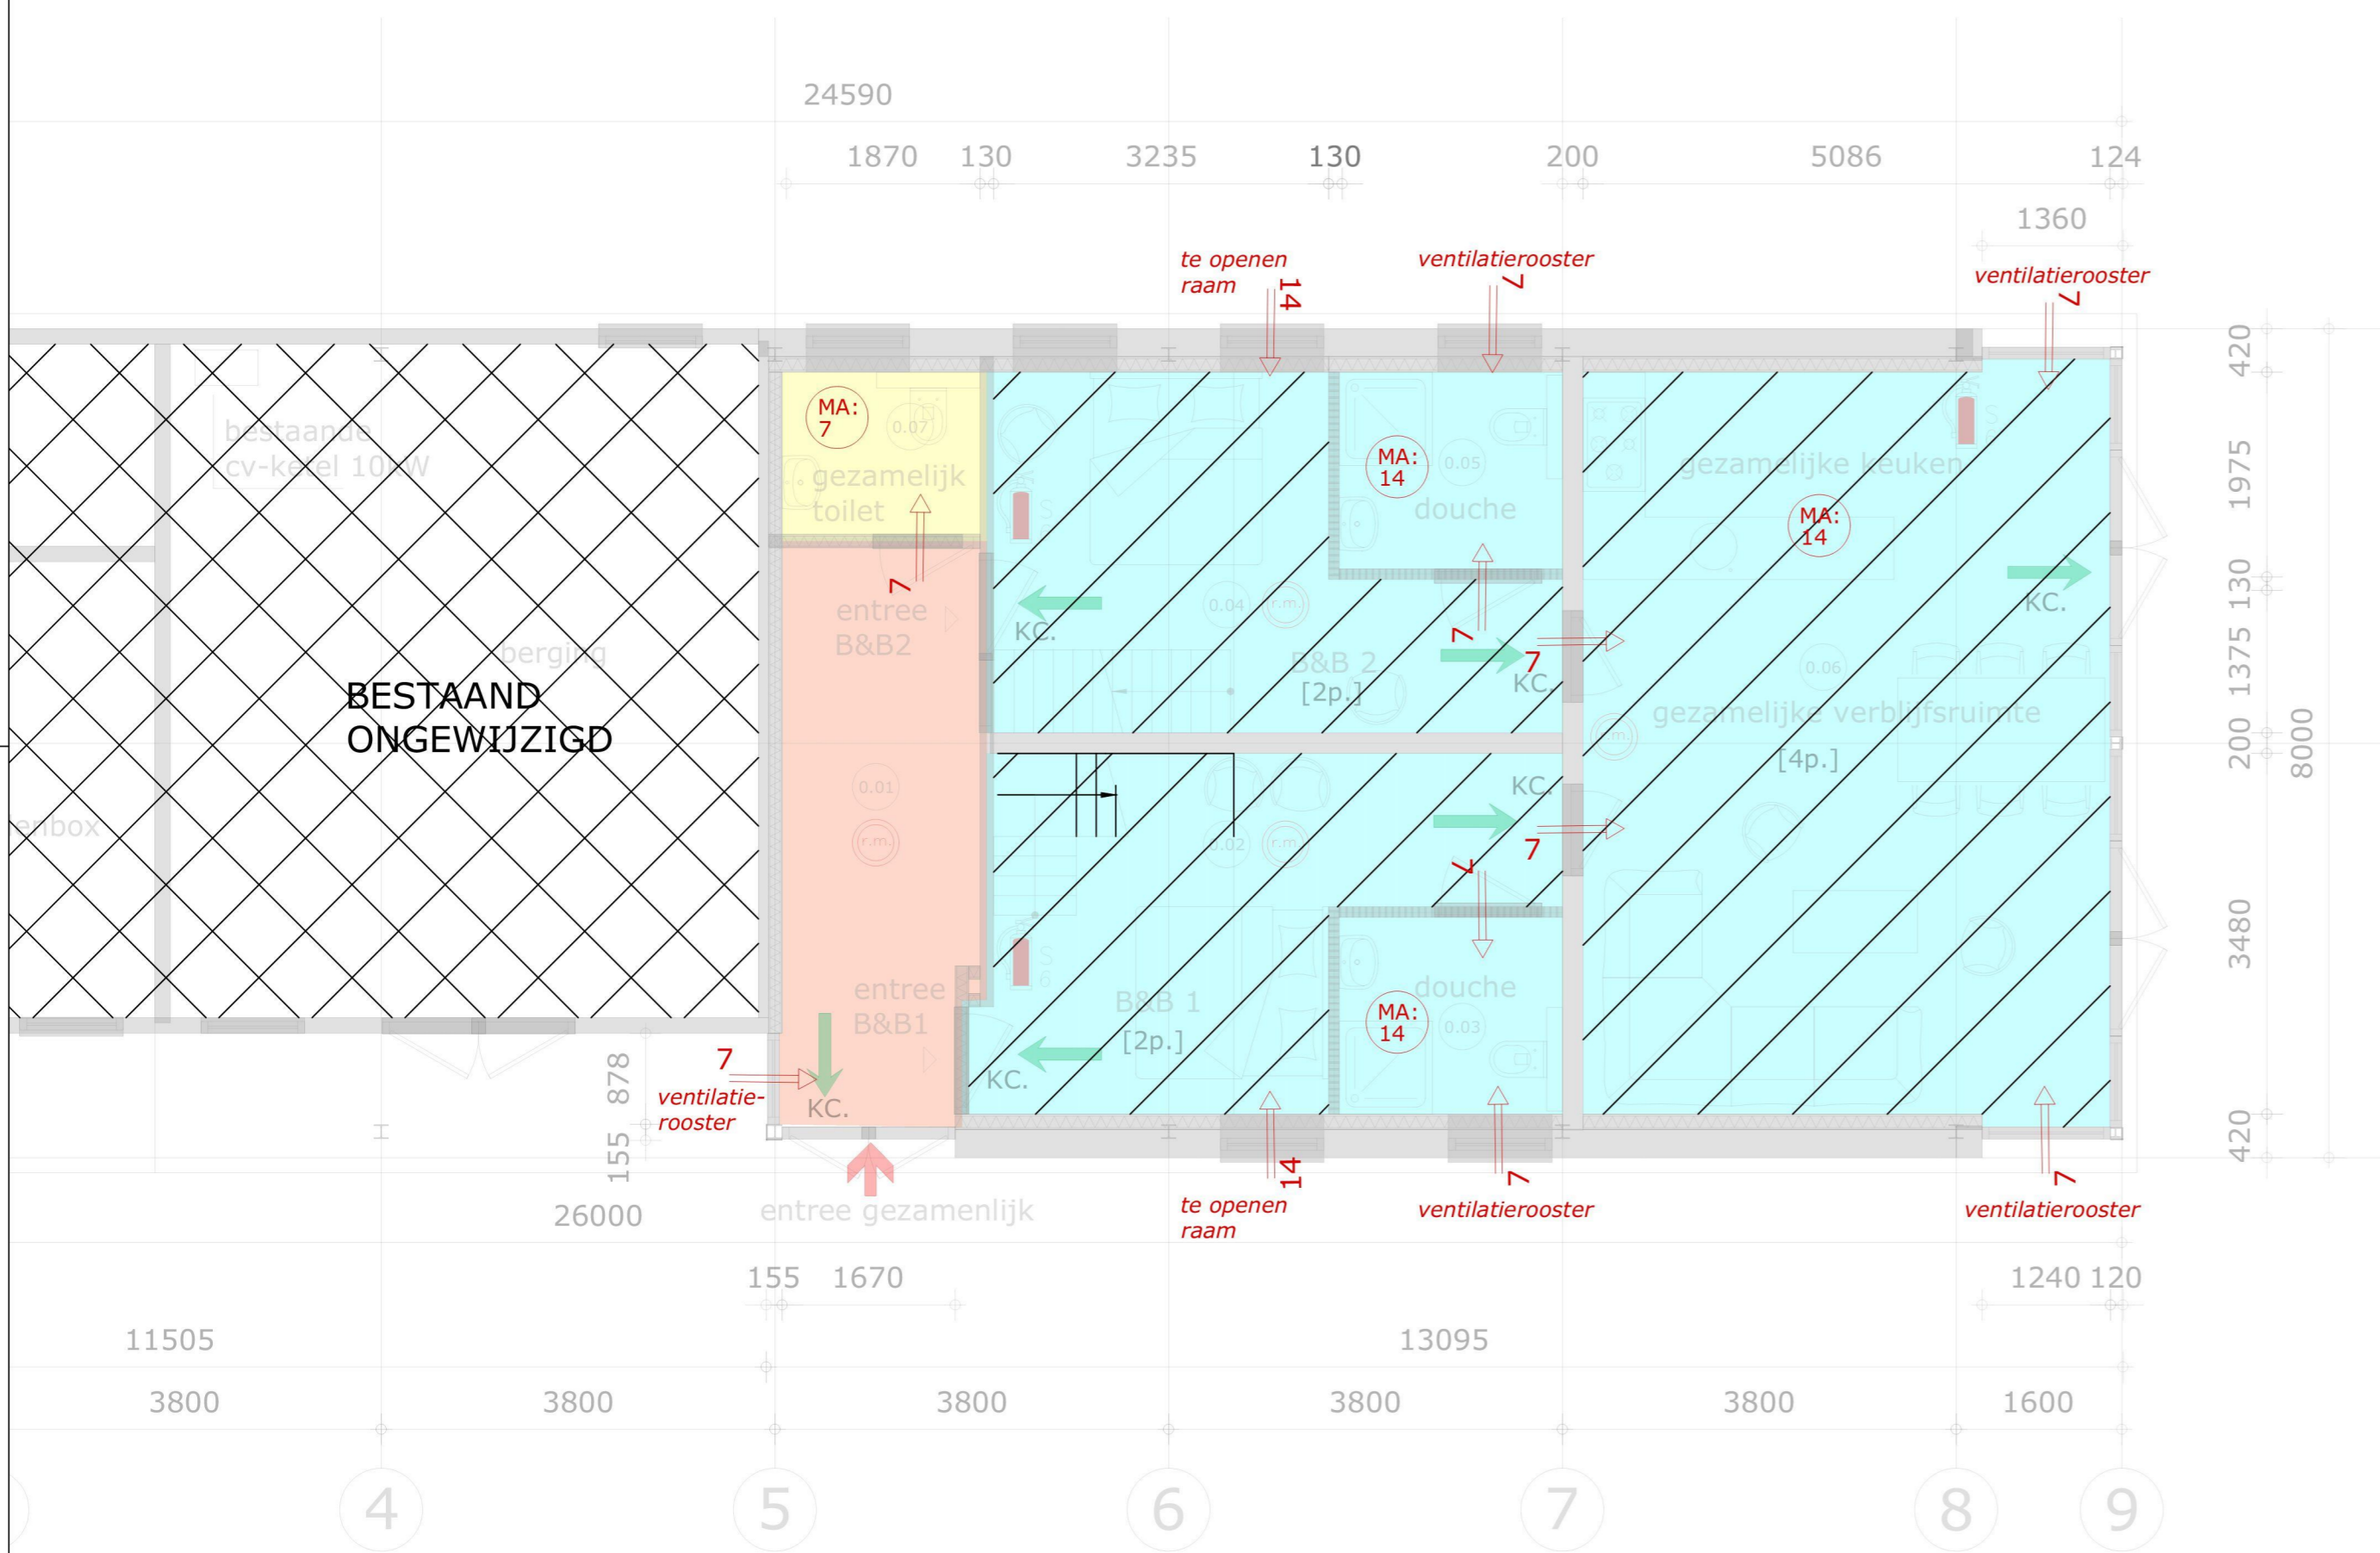 24590
1870 130 3235 130 200 5086 124
1360
te openen
raam
14
ventilatierooster
7
ventilatierooster
7
420
1975
130
1375
200
3480
420
8000
bestaande
cv-ketel 10kW
berging
BESTAAND
ONGEWIJZIGD
enbox
MA:
7
0.07
gezamelijk
toilet
7
entree
B&B2
0.01
r.m.
entree
B&B1
KC.
7
ventilatie-
rooster
878
155
S
KC.
0.04
r.m.
B&B 2
[2p.]
MA:
14
0.05
douche
7
7
KC.
KC.
7
7
0.02
r.m.
S
6
B&B 1
[2p.]
KC.
douche
MA:
14
0.03
gezamelijke keuken
MA:
14
S
KC.
0.06
gezamelijke verblijfsruimte
r.m.
[4p.]
entree gezamenlijk
te openen
raam
14
ventilatierooster
7
ventilatierooster
7
26000
155 1670
1240 120
11505
13095
3800 3800 3800 3800 3800 1600
4 5 6 7 8 9